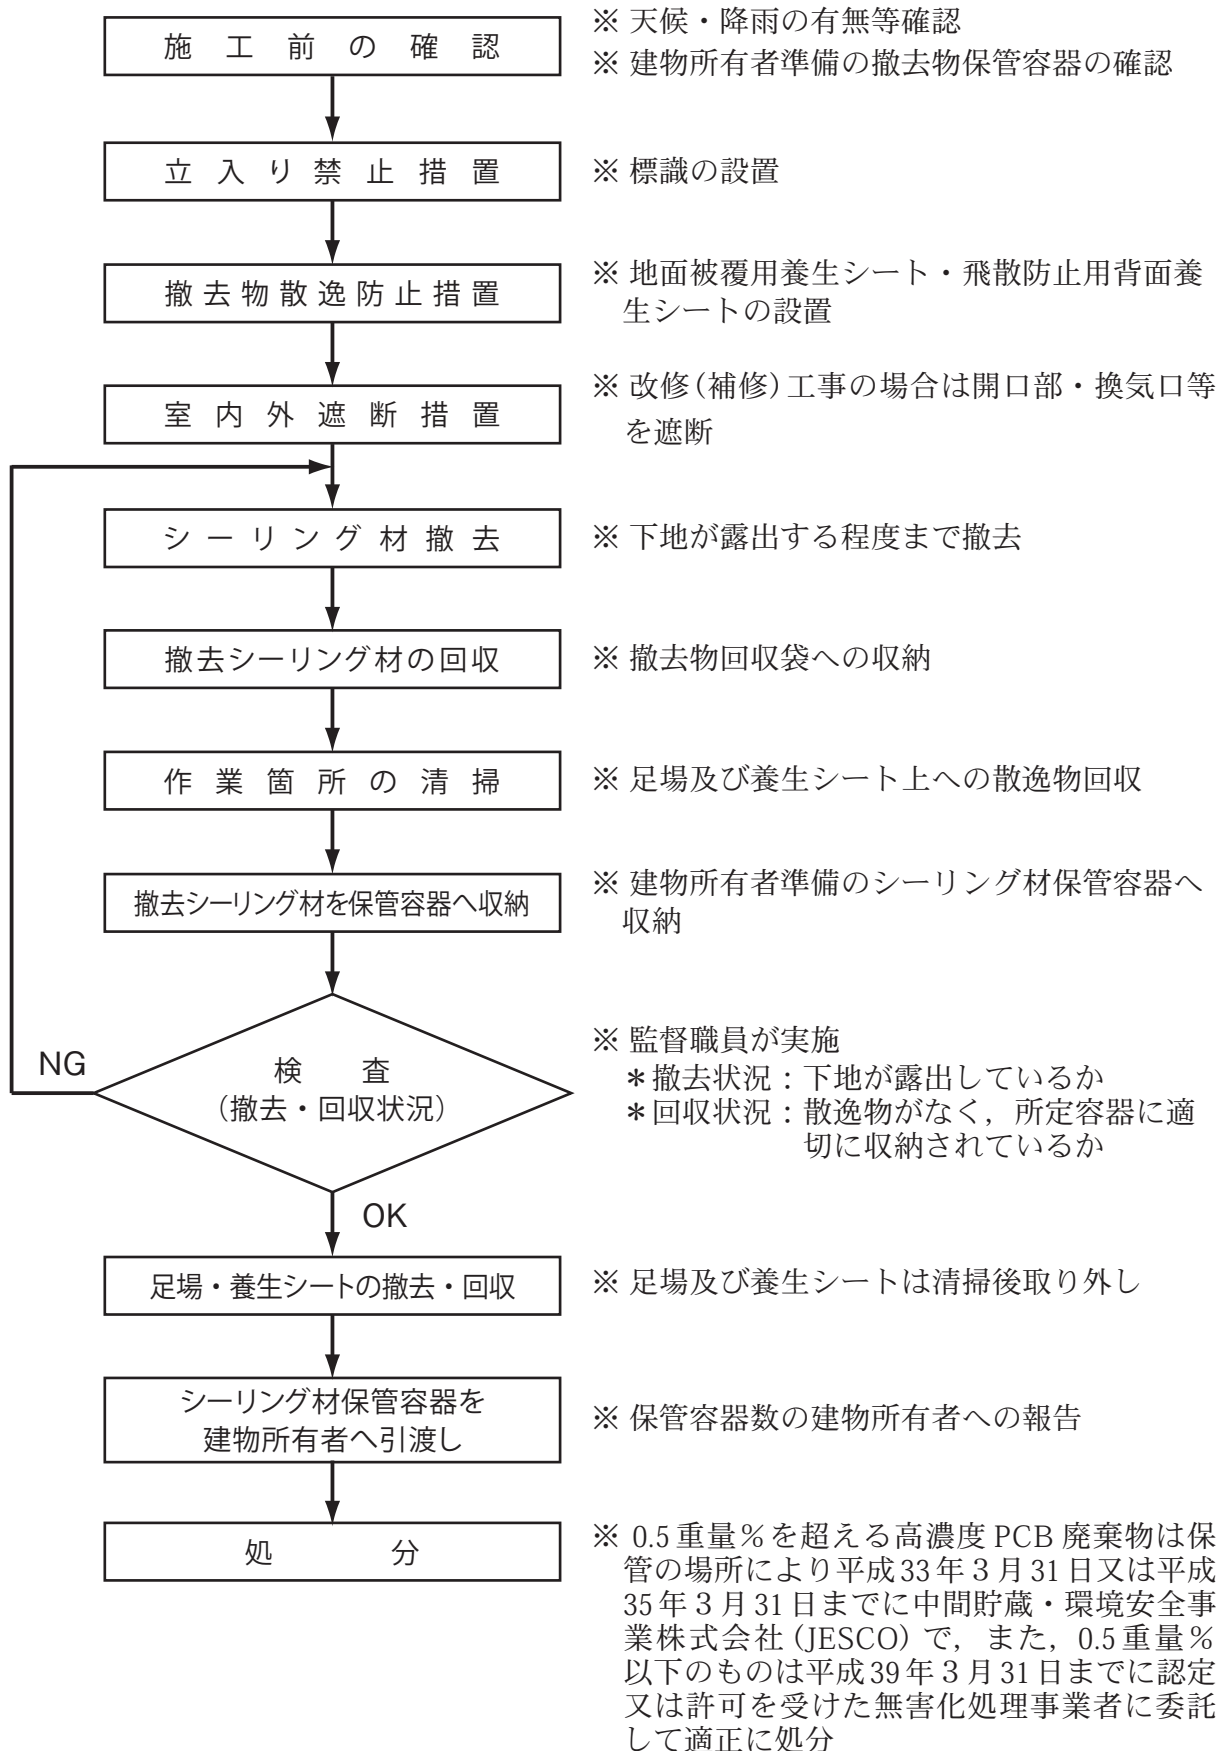 施工前の確認
※ 天候・降雨の有無等確認
※ 建物所有者準備の撤去物保管容器の確認
立入り禁止措置
※ 標識の設置
撤去物散逸防止措置
※ 地面被覆用養生シート・飛散防止用背面養
生シートの設置
室内外遮断措置
※ 改修(補修)工事の場合は開口部・換気口等
を遮断
シーリング材撤去
※ 下地が露出する程度まで撤去
撤去シーリング材の回収
※ 撤去物回収袋への収納
作業箇所の清掃
※ 足場及び養生シート上への散逸物回収
撤去シーリング材を保管容器へ収納
※ 建物所有者準備のシーリング材保管容器へ
収納
NG
検査
(撤去・回収状況)
※ 監督職員が実施
＊撤去状況：下地が露出しているか
＊回収状況：散逸物がなく，所定容器に適
切に収納されているか
OK
足場・養生シートの撤去・回収
※ 足場及び養生シートは清掃後取り外し
シーリング材保管容器を
建物所有者へ引渡し
※ 保管容器数の建物所有者への報告
処分
※ 0.5重量％を超える高濃度 PCB 廃棄物は保
管の場所により平成33年３月31日又は平成
35年３月31日までに中間貯蔵・環境安全事
業株式会社(JESCO)で，また，0.5重量％
以下のものは平成39年３月31日までに認定
又は許可を受けた無害化処理事業者に委託
して適正に処分